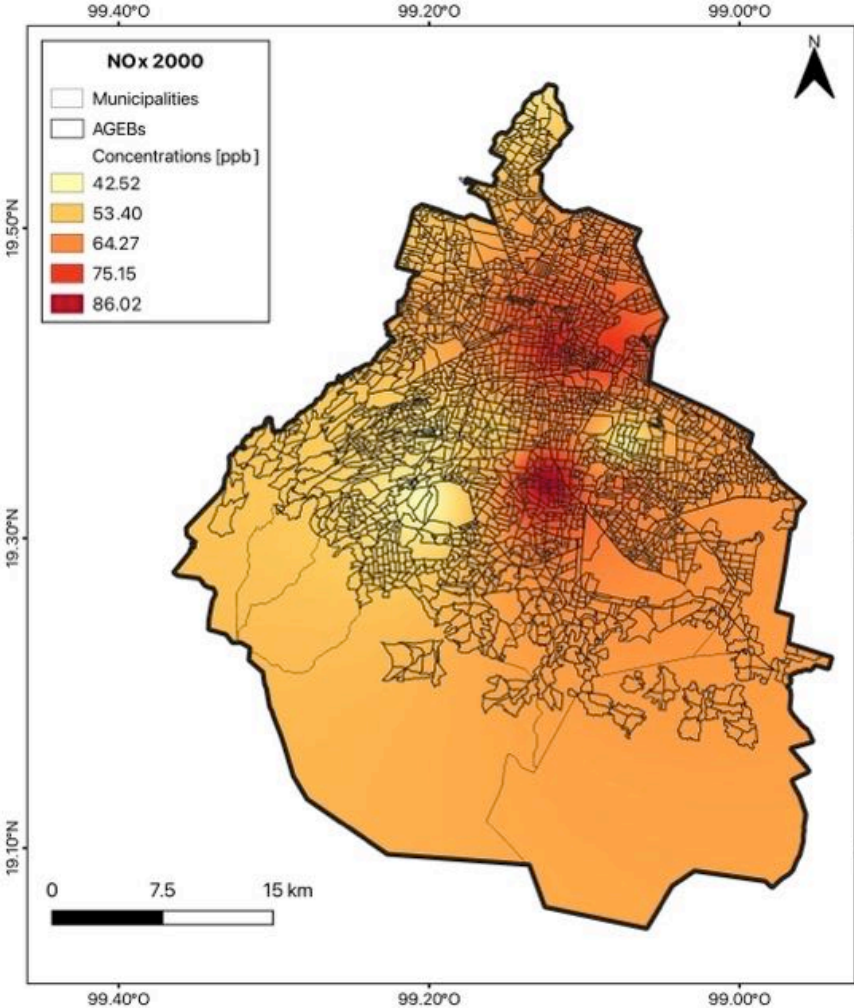 99.40°O 99.20°O 99.00°O
NOx 2000
Municipalities
AGEBs
Concentrations [ppb]
42.52
53.40
64.27
75.15
86.02
N
19.50°N
19.30°N
19.10°N
0 7.5 15 km
99.40°O 99.20°O 99.00°O